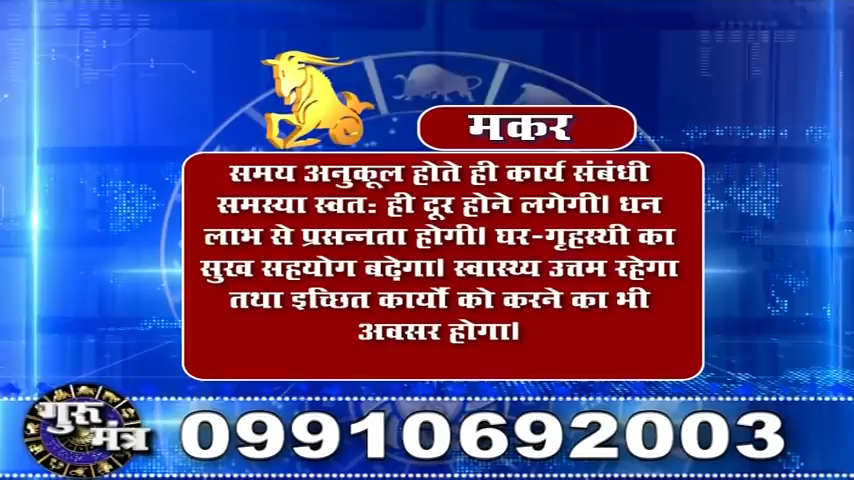 मकर
समय अनुकूल होते ही कार्य संबंधी
समस्या स्वतः ही दूर होने लगेगी। धन
लाभ से प्रसन्नता होगी। घर-गृहस्थी का
सुख सहयोग बढ़ेगा। स्वास्थ्य उत्तम रहेगा
तथा इच्छित कार्यो को करने का भी
अवसर होगा।
गुरु
मंत्र
09910692003